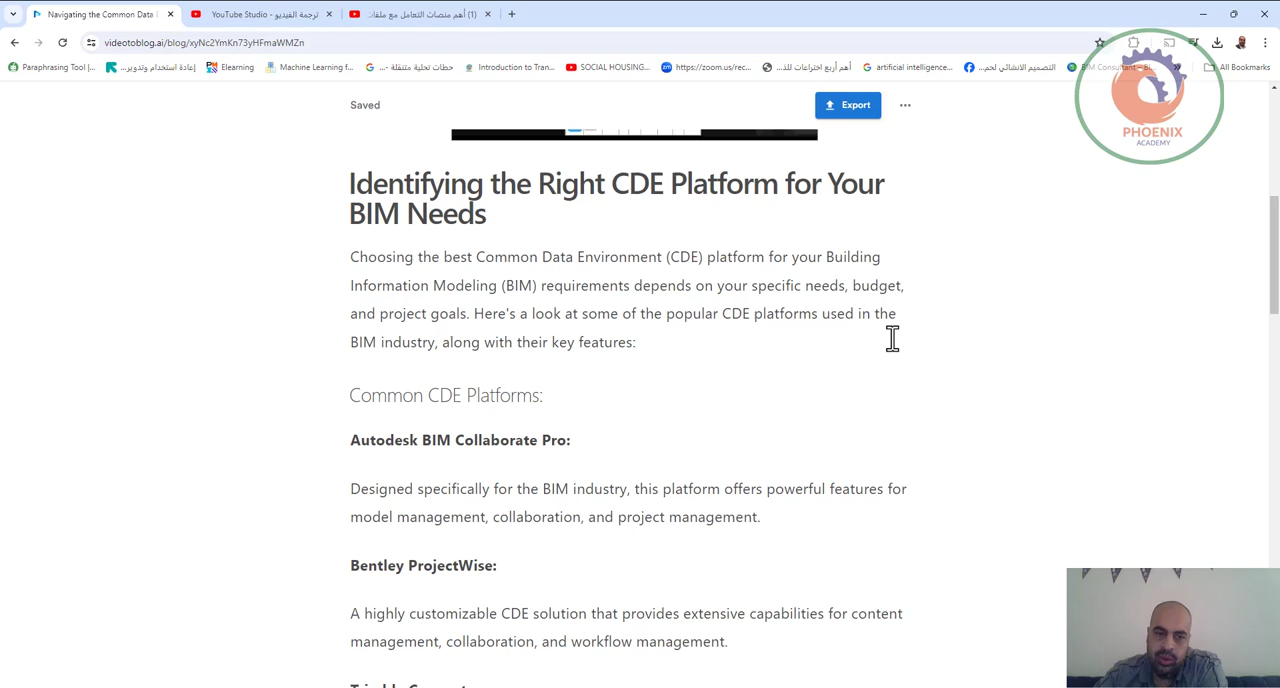 Navigating the Common Data E
YouTube Studio - ترجمة الفيديو
(1) أهم منصات التعامل مع ملفات
videotoblog.ai/blog/xyNc2YmKn73yHFmaWMZn
Paraphrasing Tool |...
إعادة استخدام وتدوير...
Elearning
Machine Learning f...
حفظ طلبية متنقلة -...
Introduction to Tran...
SOCIAL HOUSING...
https://zoom.us/rec...
أهم أربع اختراعات للذ...
artificial intelligence...
التصميم الانشائي لحم...
BIM Consultant – Bi...
All Bookmarks
PHOENIX
ACADEMY
Saved
Export
Identifying the Right CDE Platform for Your
BIM Needs
Choosing the best Common Data Environment (CDE) platform for your Building
Information Modeling (BIM) requirements depends on your specific needs, budget,
and project goals. Here's a look at some of the popular CDE platforms used in the
BIM industry, along with their key features:
Common CDE Platforms:
Autodesk BIM Collaborate Pro:
Designed specifically for the BIM industry, this platform offers powerful features for
model management, collaboration, and project management.
Bentley ProjectWise:
A highly customizable CDE solution that provides extensive capabilities for content
management, collaboration, and workflow management.